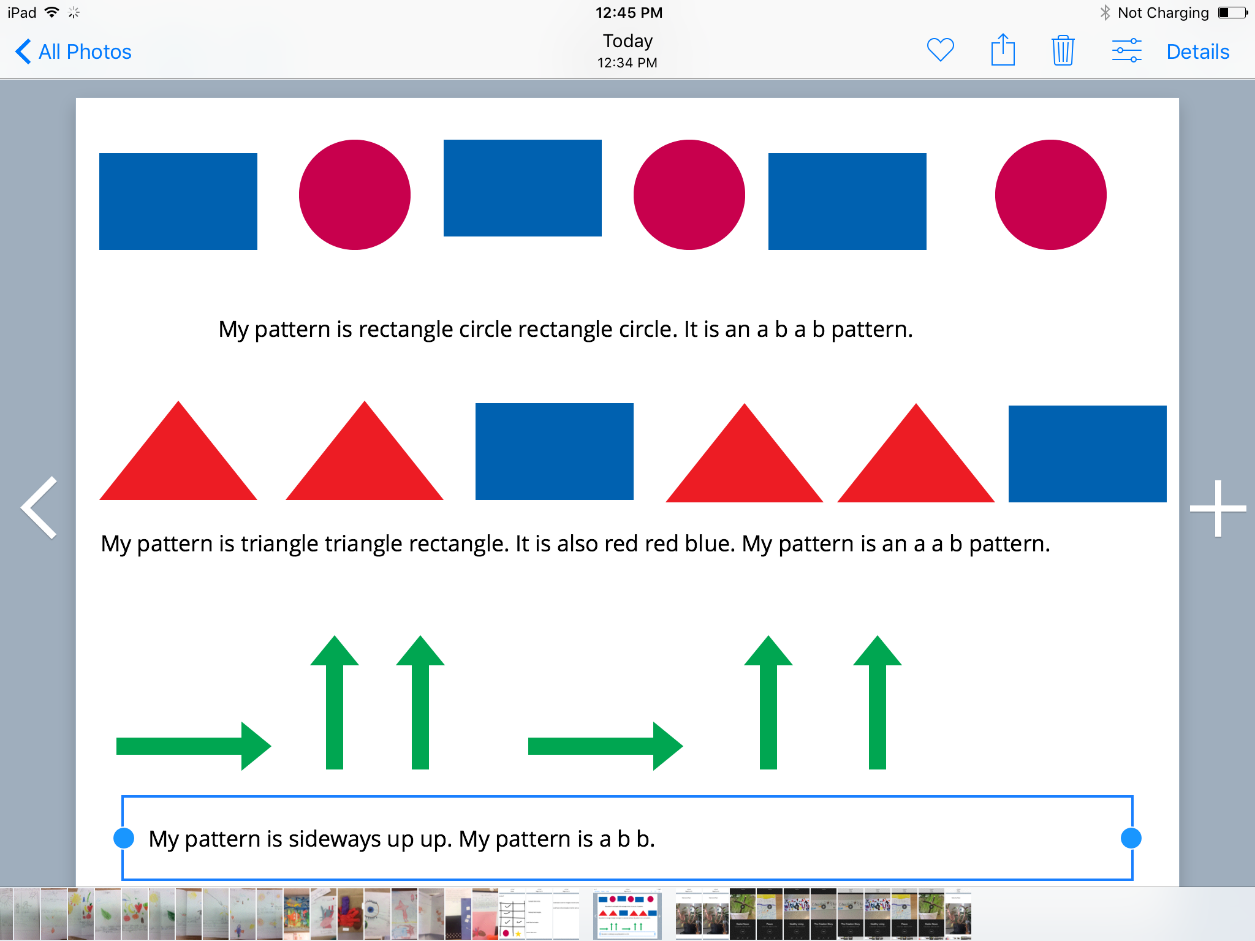 iPad 12:45 PM Not Charging
All Photos Today Details
12:34 PM
My pattern is rectangle circle rectangle circle. It is an a b a b pattern.
My pattern is triangle triangle rectangle. It is also red red blue. My pattern is an a a b pattern.
My pattern is sideways up up. My pattern is a b b.